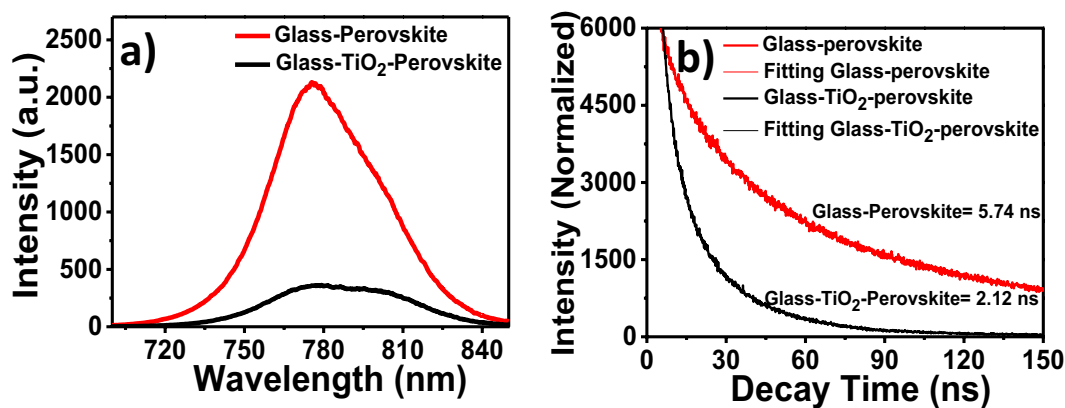 a)
Glass-Perovskite
Glass-TiO₂-Perovskite
Intensity (a.u.)
2500
2000
1500
1000
500
0
720
750
780
810
840
Wavelength (nm)
b)
Glass-perovskite
Fitting Glass-perovskite
Glass-TiO₂-perovskite
Fitting Glass-TiO₂-perovskite
Glass-Perovskite= 5.74 ns
Glass-TiO₂-Perovskite= 2.12 ns
Intensity (Normalized)
6000
4500
3000
1500
0
0
30
60
90
120
150
Decay Time (ns)